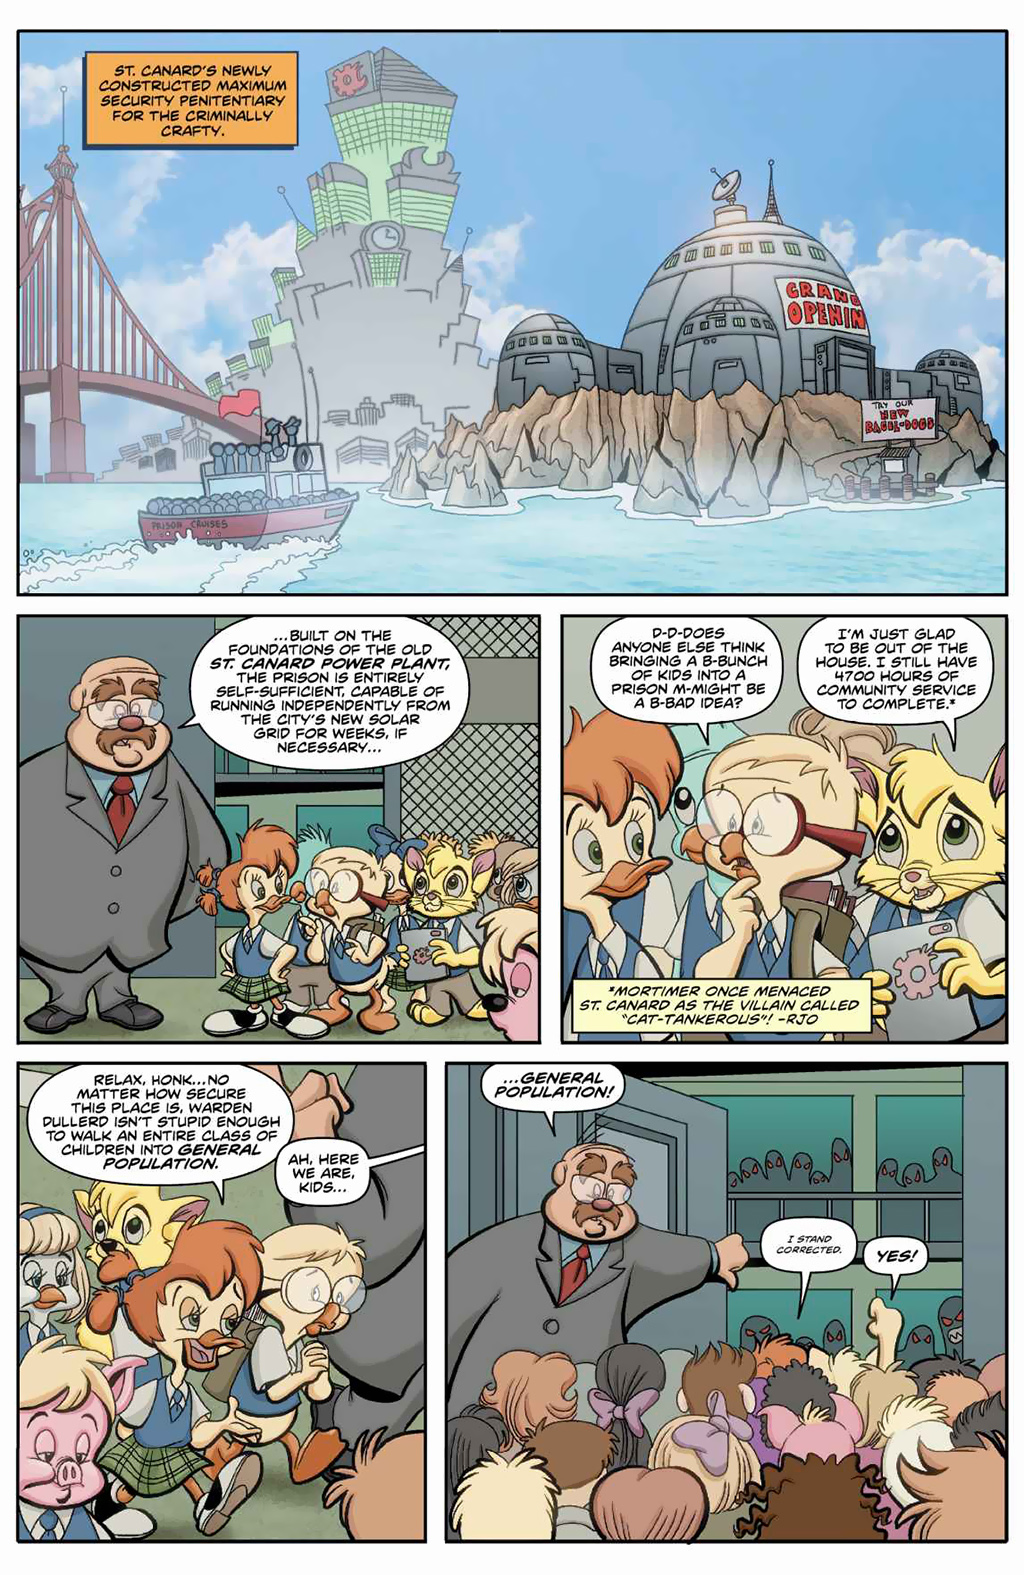 ST. CANARD'S NEWLY
CONSTRUCTED MAXIMUM
SECURITY PENITENTIARY
FOR THE CRIMINALLY
CRAFTY.
GRAND
OPENIN
TRY OUR
NEW
BAGEL-DOGS
PRISON CRUISES
...BUILT ON THE
FOUNDATIONS OF THE OLD
ST. CANARD POWER PLANT,
THE PRISON IS ENTIRELY
SELF-SUFFICIENT, CAPABLE OF
RUNNING INDEPENDENTLY FROM
THE CITY'S NEW SOLAR
GRID FOR WEEKS, IF
NECESSARY...
D-D-DOES
ANYONE ELSE THINK
BRINGING A B-BUNCH
OF KIDS INTO A
PRISON M-MIGHT BE
A B-BAD IDEA?
I'M JUST GLAD
TO BE OUT OF THE
HOUSE. I STILL HAVE
4700 HOURS OF
COMMUNITY SERVICE
TO COMPLETE.*
*MORTIMER ONCE MENACED
ST. CANARD AS THE VILLAIN CALLED
"CAT-TANKEROUS"! -RJO
RELAX, HONK...NO
MATTER HOW SECURE
THIS PLACE IS, WARDEN
DULLERD ISN'T STUPID ENOUGH
TO WALK AN ENTIRE CLASS OF
CHILDREN INTO GENERAL
POPULATION.
AH, HERE
WE ARE,
KIDS...
...GENERAL
POPULATION!
I STAND
CORRECTED.
YES!